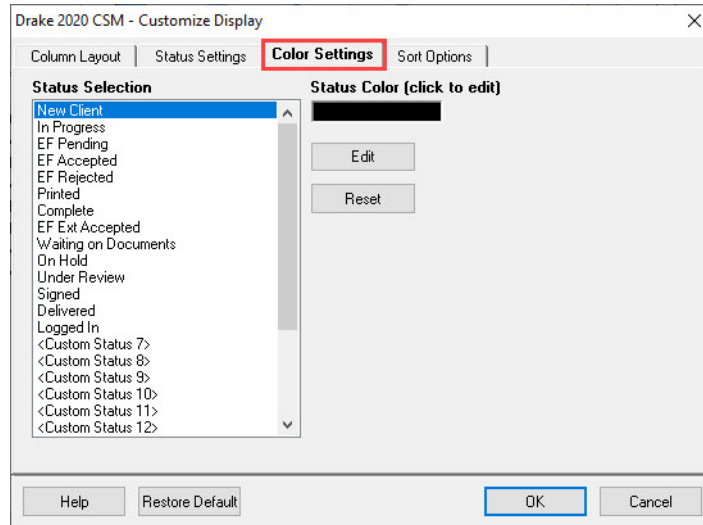 Drake 2020 CSM - Customize Display
Column Layout Status Settings Color Settings Sort Options
Status Selection
Status Color (click to edit)
New Client
In Progress
EF Pending
EF Accepted
EF Rejected
Printed
Complete
EF Ext Accepted
Waiting on Documents
On Hold
Under Review
Signed
Delivered
Logged In
<Custom Status 7>
<Custom Status 8>
<Custom Status 9>
<Custom Status 10>
<Custom Status 11>
<Custom Status 12>
Edit
Reset
Help Restore Default OK Cancel